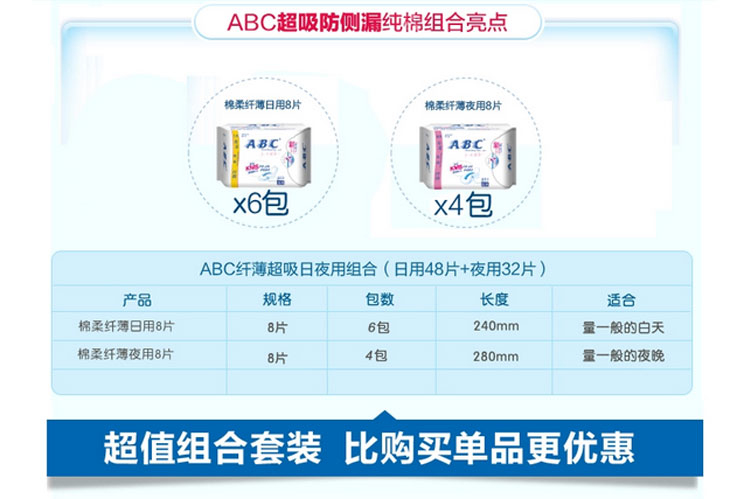 ABC超吸防侧漏纯棉组合亮点
棉柔纤薄日用8片
棉柔纤薄夜用8片
ABC
ABC
KMS
KMS
x6包
x4包
ABC纤薄超吸日夜用组合（日用48片+夜用32片）
产品 规格 包数 长度 适合
棉柔纤薄日用8片 8片 6包 240mm 量一般的白天
棉柔纤薄夜用8片 8片 4包 280mm 量一般的夜晚
超值组合套装 比购买单品更优惠